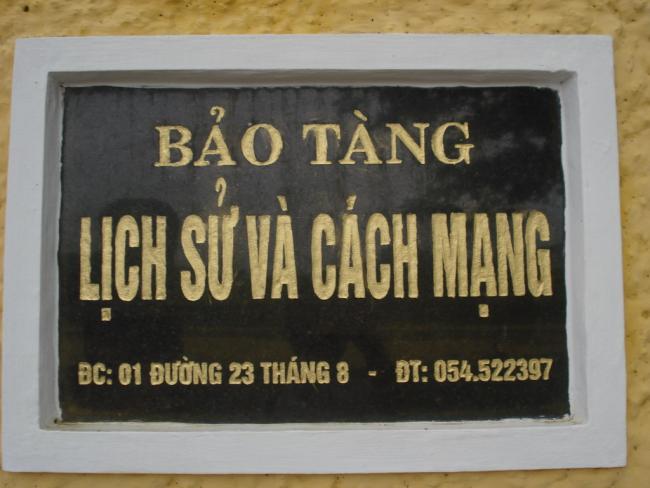 BẢO TÀNG
LỊCH SỬ VÀ CÁCH MẠNG
ĐC: 01 ĐƯỜNG 23 THÁNG 8 - ĐT: 054.522397